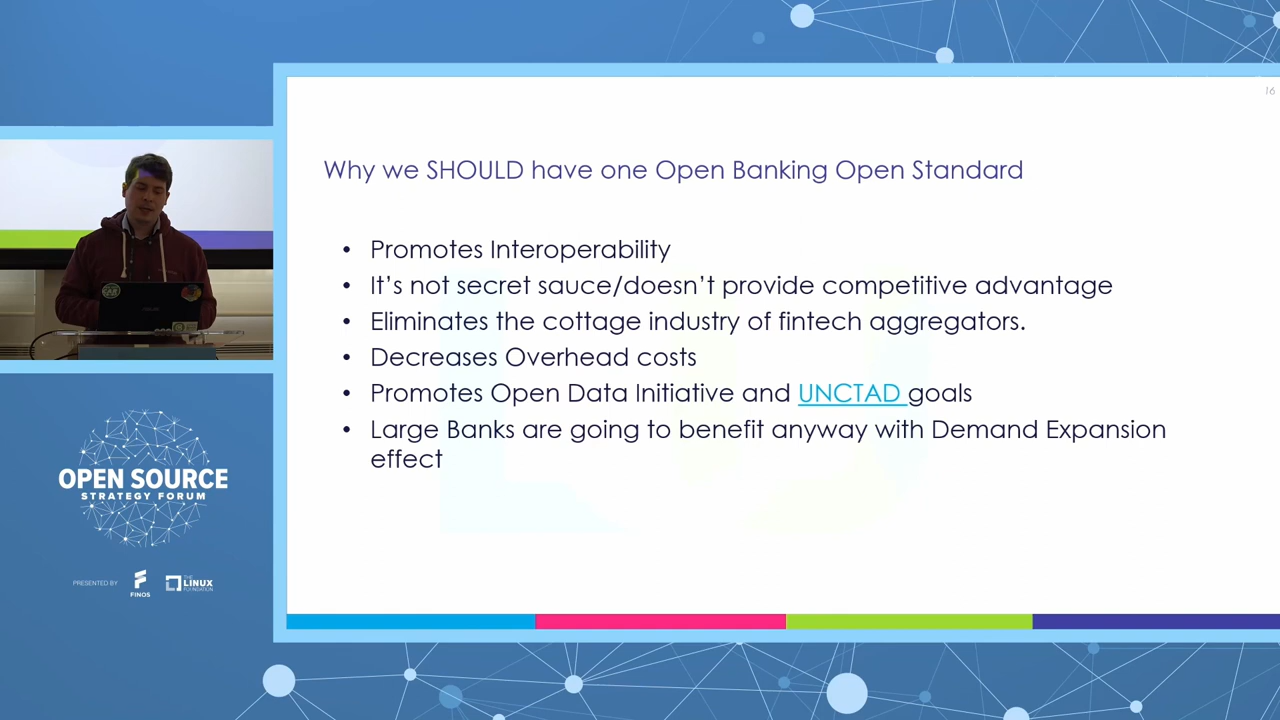 16
Why we SHOULD have one Open Banking Open Standard
• Promotes Interoperability
• It’s not secret sauce/doesn’t provide competitive advantage
• Eliminates the cottage industry of fintech aggregators.
• Decreases Overhead costs
• Promotes Open Data Initiative and UNCTAD goals
• Large Banks are going to benefit anyway with Demand Expansion
effect
OPEN SOURCE
STRATEGY FORUM
PRESENTED BY
FINOS
THE
LINUX
FOUNDATION